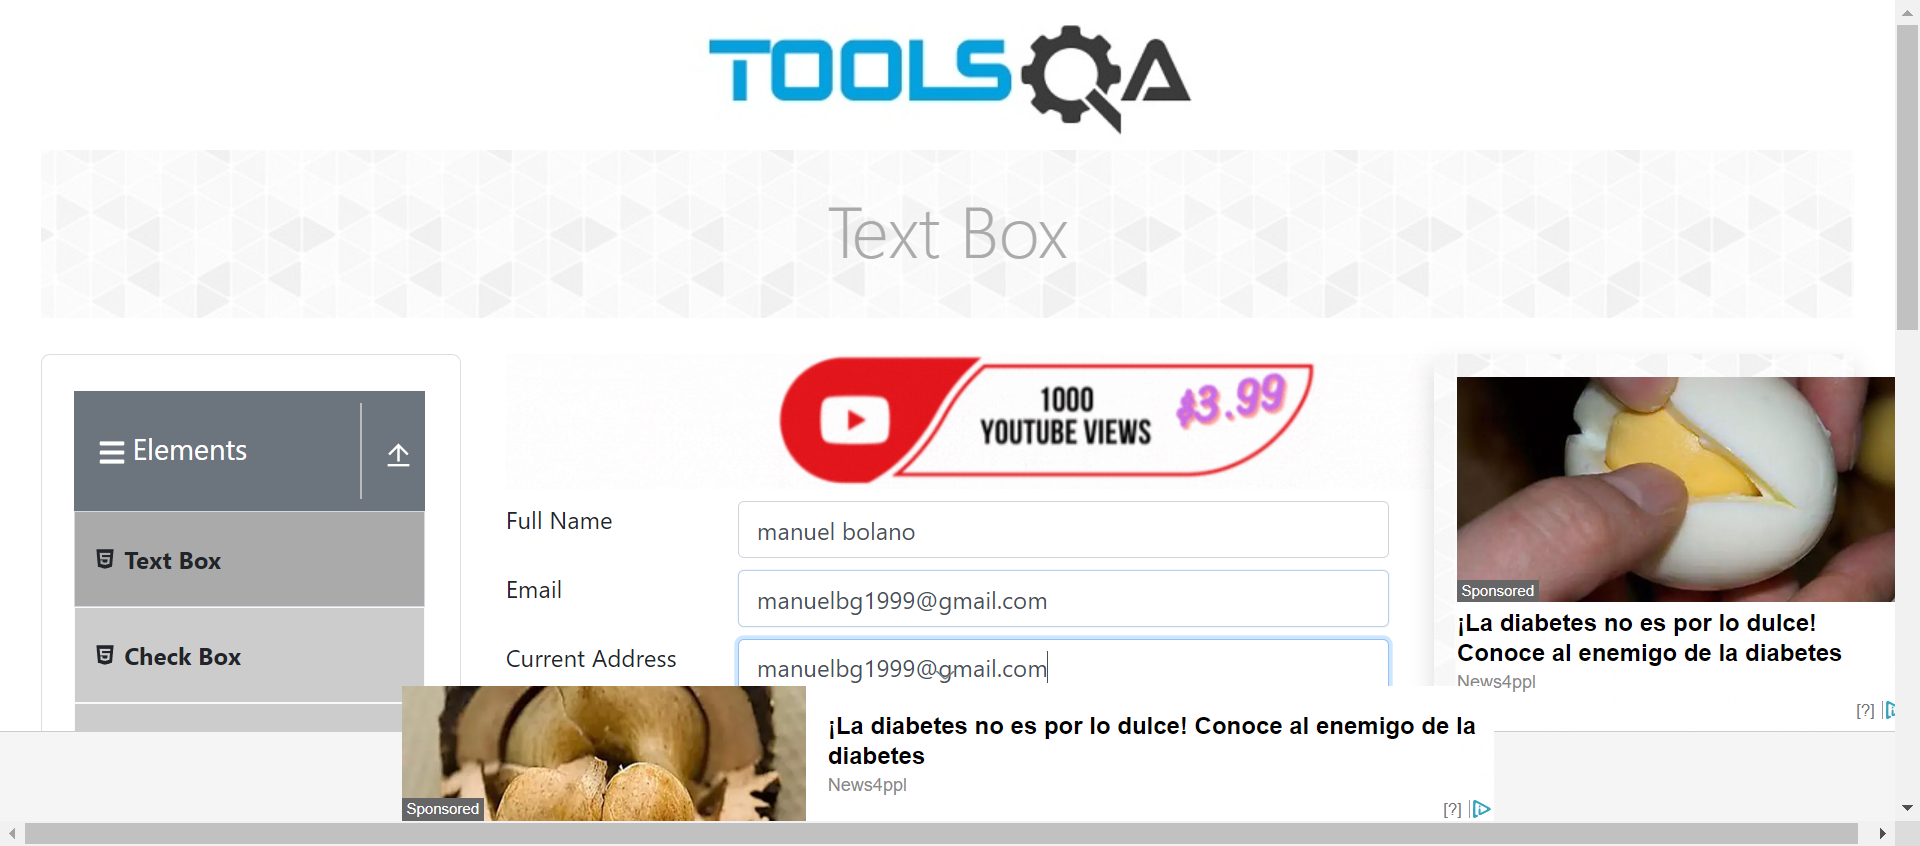 TOOLSQA
Text Box
Elements
Text Box
Check Box
1000
YOUTUBE VIEWS
$3.99
Full Name
manuel bolano
Email
manuelbg1999@gmail.com
Current Address
manuelbg1999@gmail.com
Sponsored
¡La diabetes no es por lo dulce!
Conoce al enemigo de la diabetes
News4ppl
[?]
Sponsored
¡La diabetes no es por lo dulce! Conoce al enemigo de la
diabetes
News4ppl
[?]